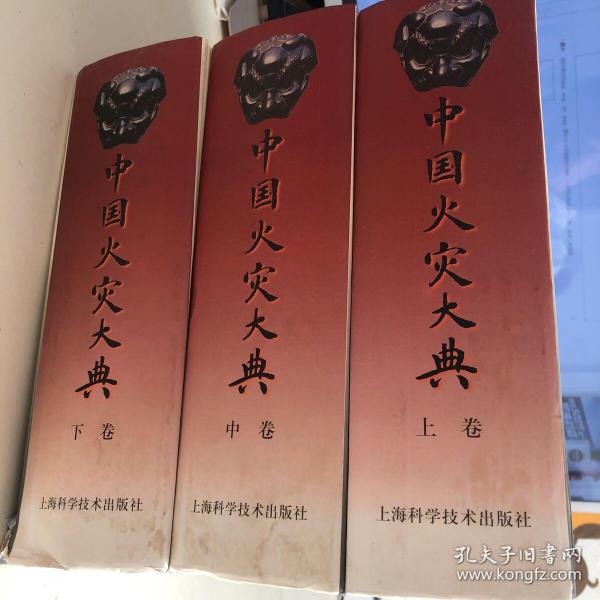 中国火灾大典
下卷
上海科学技术出版社
中国火灾大典
中卷
上海科学技术出版社
中国火灾大典
上卷
上海科学技术出版社
孔夫子旧書网
www.kongfz.com